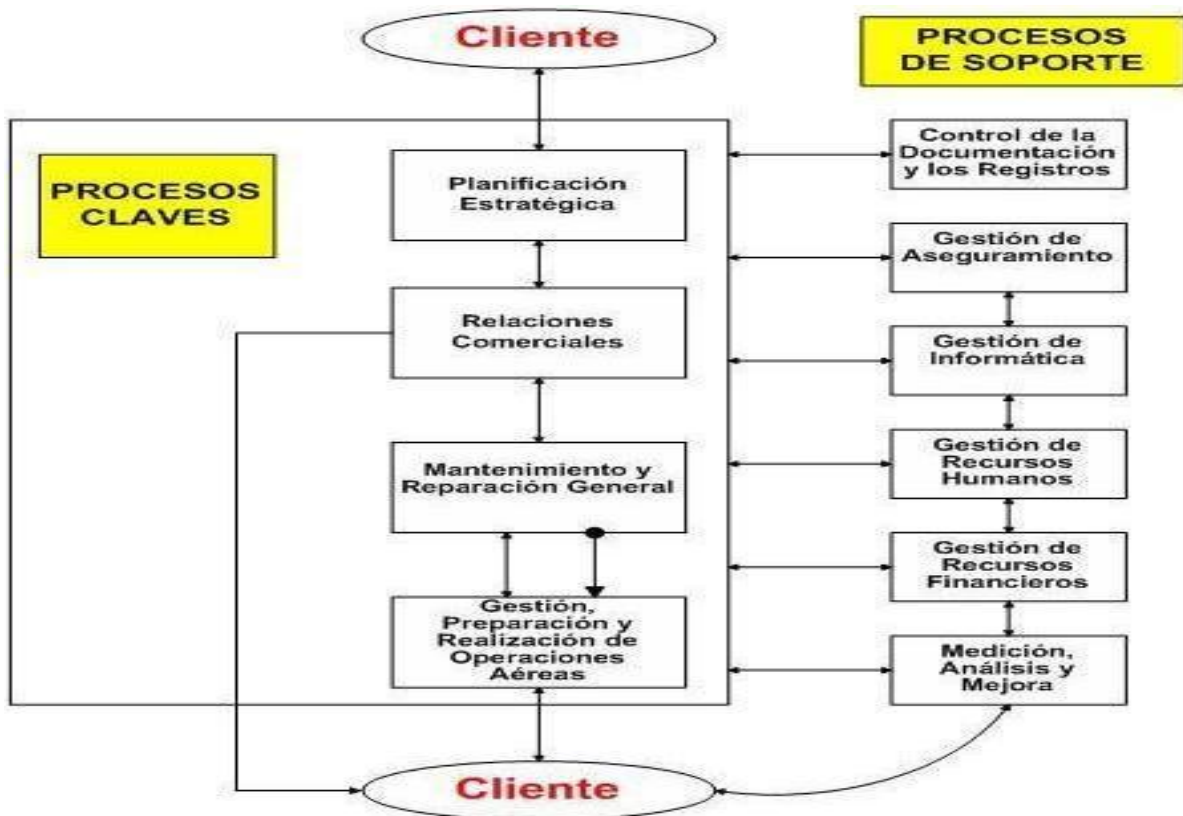 Cliente
PROCESOS
DE SOPORTE
PROCESOS
CLAVES
Planificación
Estratégica
Relaciones
Comerciales
Mantenimiento y
Reparación General
Gestión,
Preparación y
Realización de
Operaciones
Aéreas
Cliente
Control de la
Documentación
y los Registros
Gestión de
Aseguramiento
Gestión de
Informática
Gestión de
Recursos
Humanos
Gestión de
Recursos
Financieros
Medición,
Análisis y
Mejora